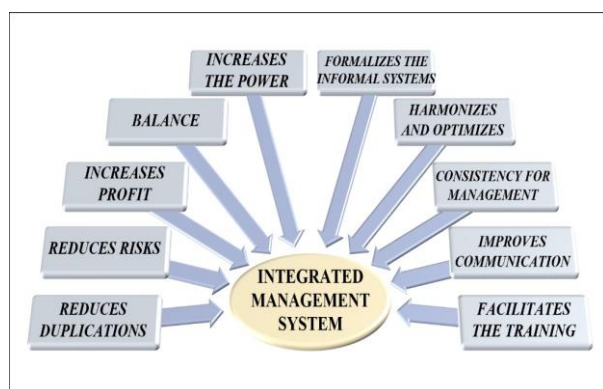 INCREASES
THE POWER
FORMALIZES THE
INFORMAL SYSTEMS
BALANCE
HARMONIZES
AND OPTIMIZES
INCREASES
PROFIT
CONSISTENCY FOR
MANAGEMENT
REDUCES RISKS
IMPROVES
COMMUNICATION
REDUCES
DUPLICATIONS
INTEGRATED
MANAGEMENT
SYSTEM
FACILITATES
THE TRAINING